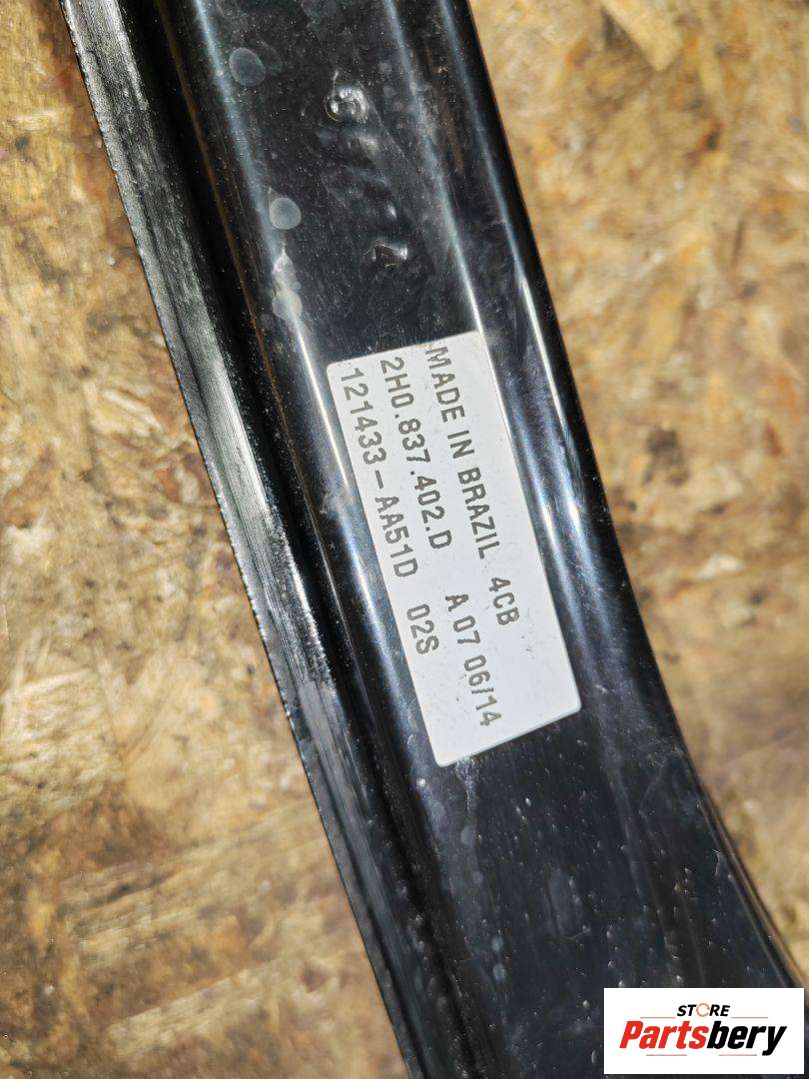 MADE IN BRAZIL 4CB
2H0.837.402.D A 07 06/14
121433-AA51D 02S
STORE
Partsbery